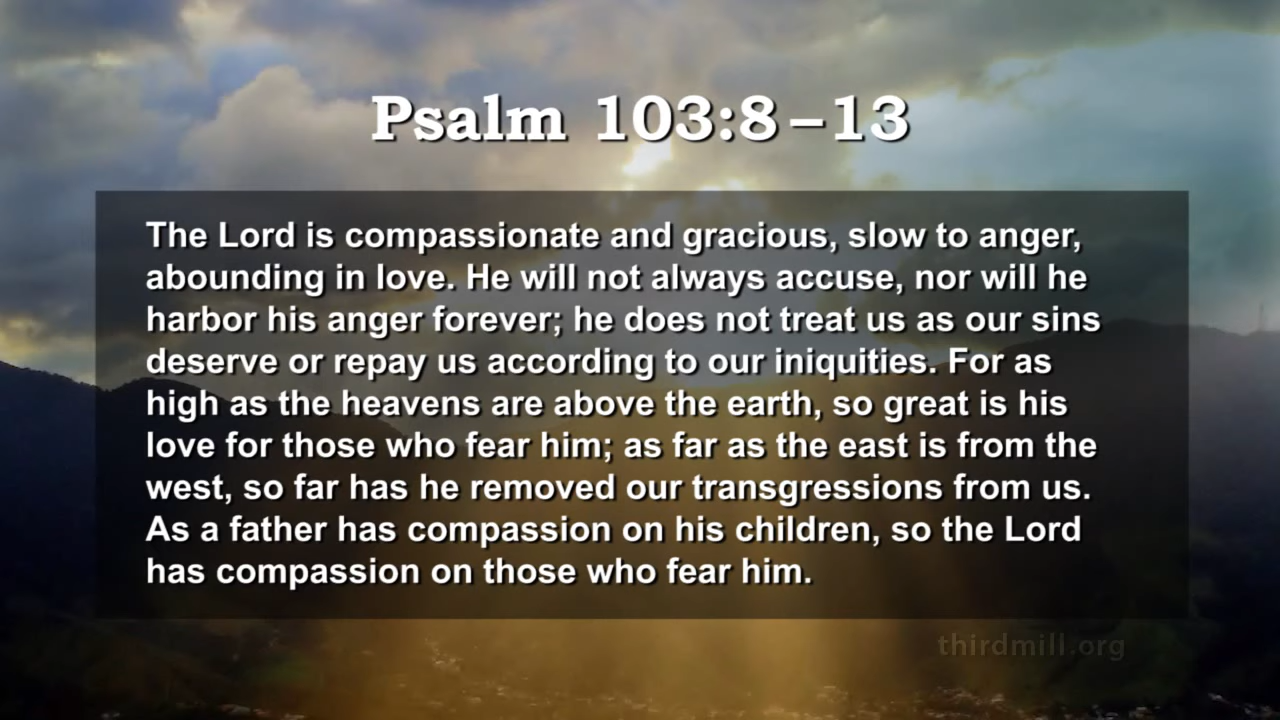 Psalm 103:8–13
The Lord is compassionate and gracious, slow to anger,
abounding in love. He will not always accuse, nor will he
harbor his anger forever; he does not treat us as our sins
deserve or repay us according to our iniquities. For as
high as the heavens are above the earth, so great is his
love for those who fear him; as far as the east is from the
west, so far has he removed our transgressions from us.
As a father has compassion on his children, so the Lord
has compassion on those who fear him.
thirdmill.org